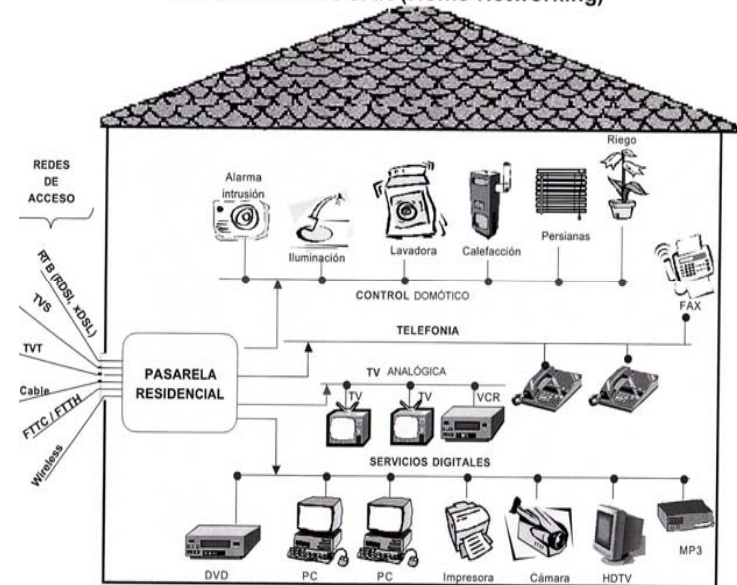 (Home Networking)
REDES
DE
ACCESO
RTB (RDSI, xDSL)
TVS
TVT
Cable
FTTC / FTTH
Wireless
PASARELA
RESIDENCIAL
Alarma
intrusión
Iluminación
Lavadora
Calefacción
Persianas
Riego
CONTROL DOMÓTICO
FAX
TELEFONIA
TV ANALÓGICA
TV
TV
VCR
SERVICIOS DIGITALES
DVD
PC
PC
Impresora
Cámara
HDTV
MP3